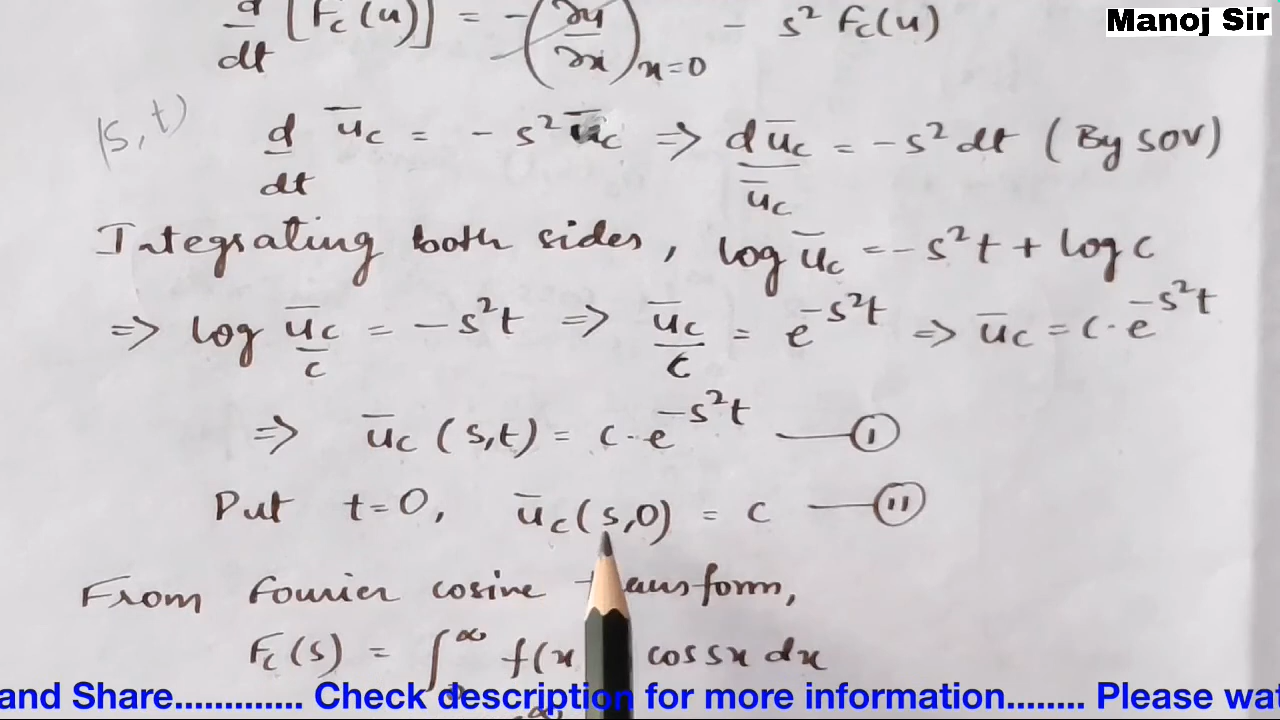 Manoj Sir
d/dt [Fc(u)] = -(∂u/∂x)x=0 - s² Fc(u)
(s,t) d/dt ūc = - s² ūc => dūc/ūc = -s² dt (By SOV)
Integrating both sides, log ūc = -s²t + log c
=> log ūc/c = -s²t => ūc/c = e^-s²t => ūc = c·e^-s²t
=> ūc (s,t) = c·e^-s²t —(I)
Put t=0, ūc(s,0) = c —(II)
From Fourier cosine transform,
Fc(s) = ∫ ∞ f(x cos sx dx
and Share............. Check description for more information........ Please wat